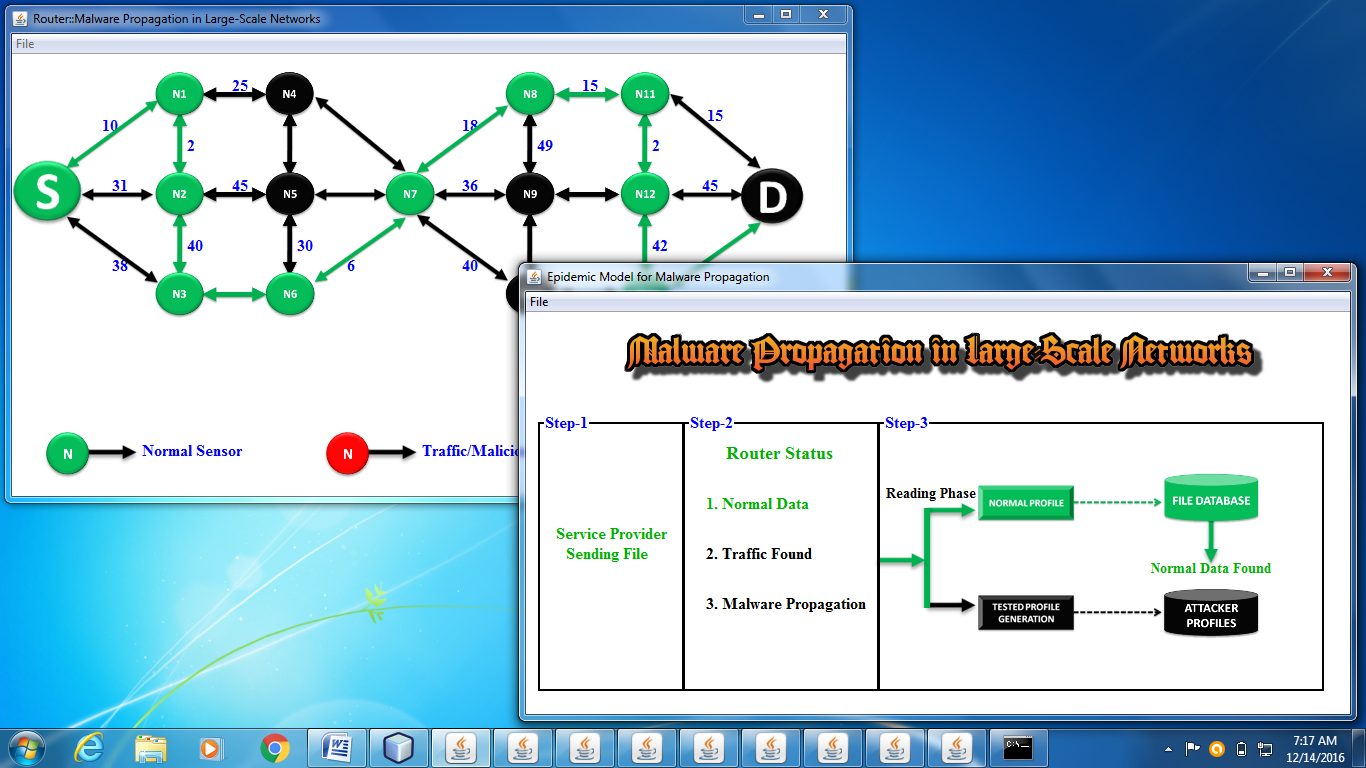 Router::Malware Propagation in Large-Scale Networks
File
N1
25
N4
N8
15
N11
10
18
15
2
49
2
S
31
N2
45
N5
N7
36
N9
N12
45
D
40
30
42
38
6
40
N3
N6
N
Normal Sensor
N
Epidemic Model for Malware Propagation
File
Malware Propagation in Large-Scale Networks
Step-1
Service Provider
Sending File
Step-2
Router Status
1. Normal Data
2. Traffic Found
3. Malware Propagation
Step-3
Reading Phase
NORMAL PROFILE
FILE DATABASE
Normal Data Found
TESTED PROFILE
GENERATION
ATTACKER
PROFILES
7:17 AM
12/14/2016